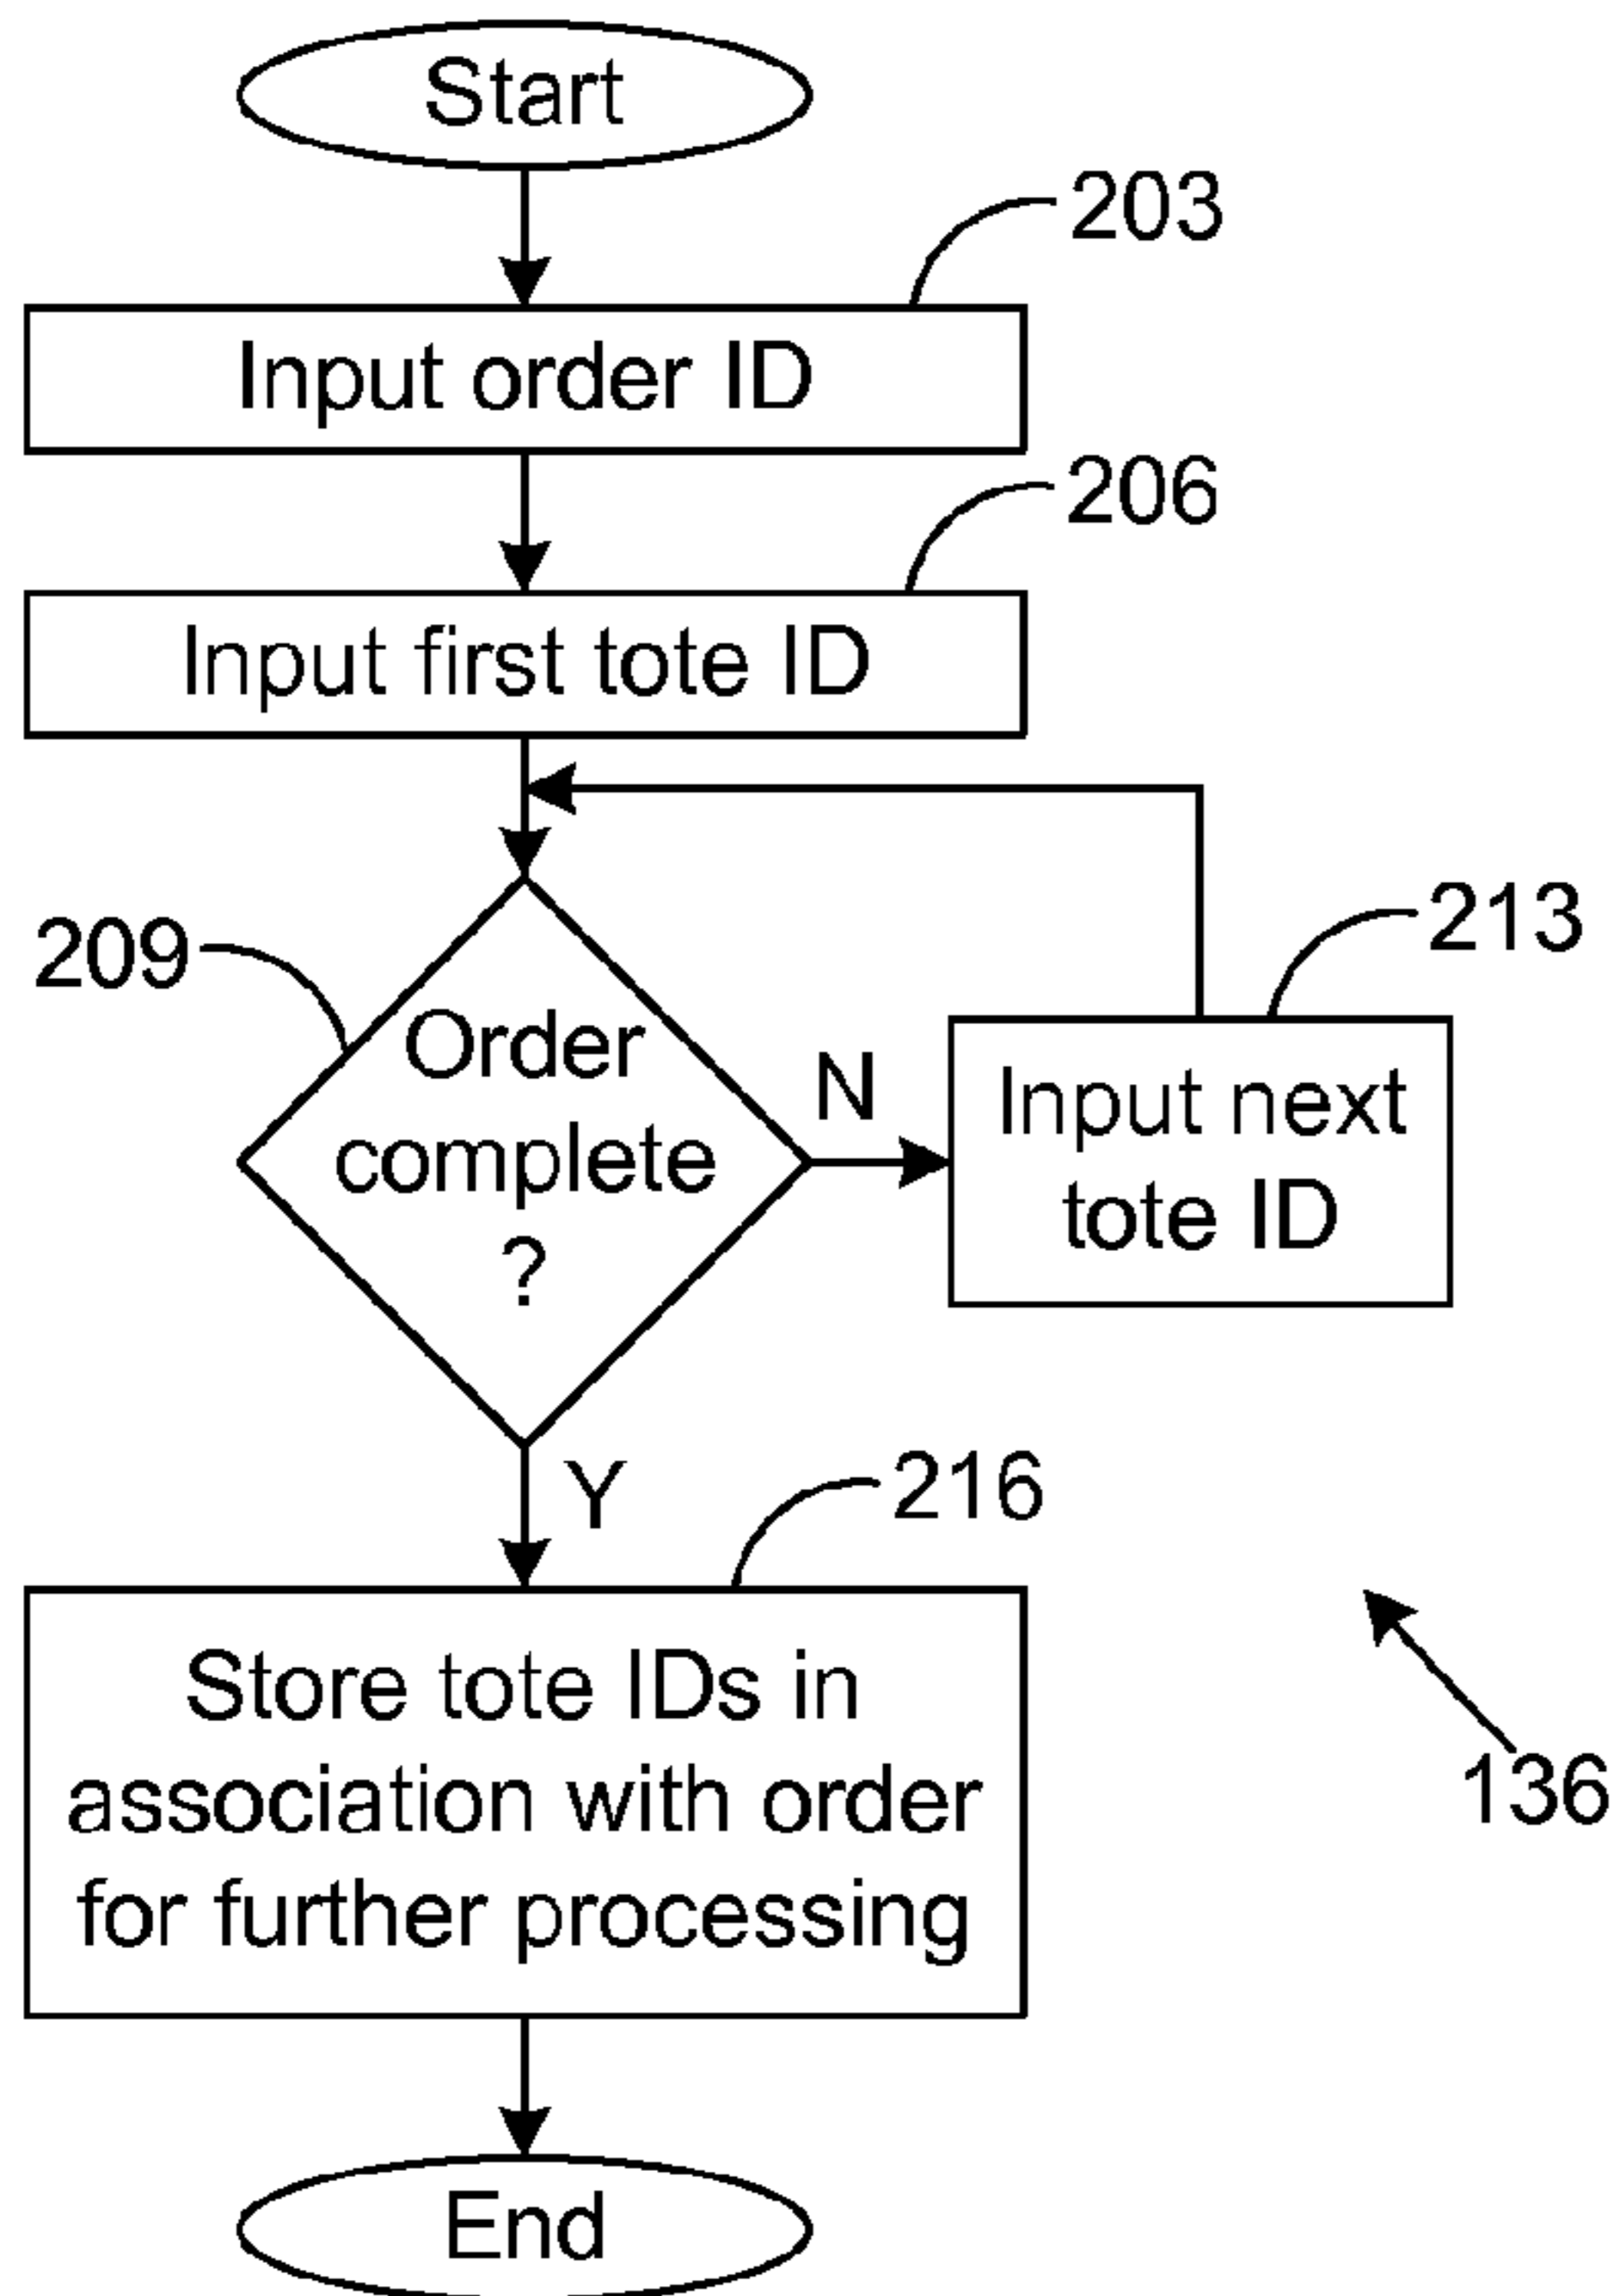 Start
203
Input order ID
206
Input first tote ID
209
213
Order
complete
?
N
Input next
tote ID
Y
216
Store tote IDs in
association with order
for further processing
136
End